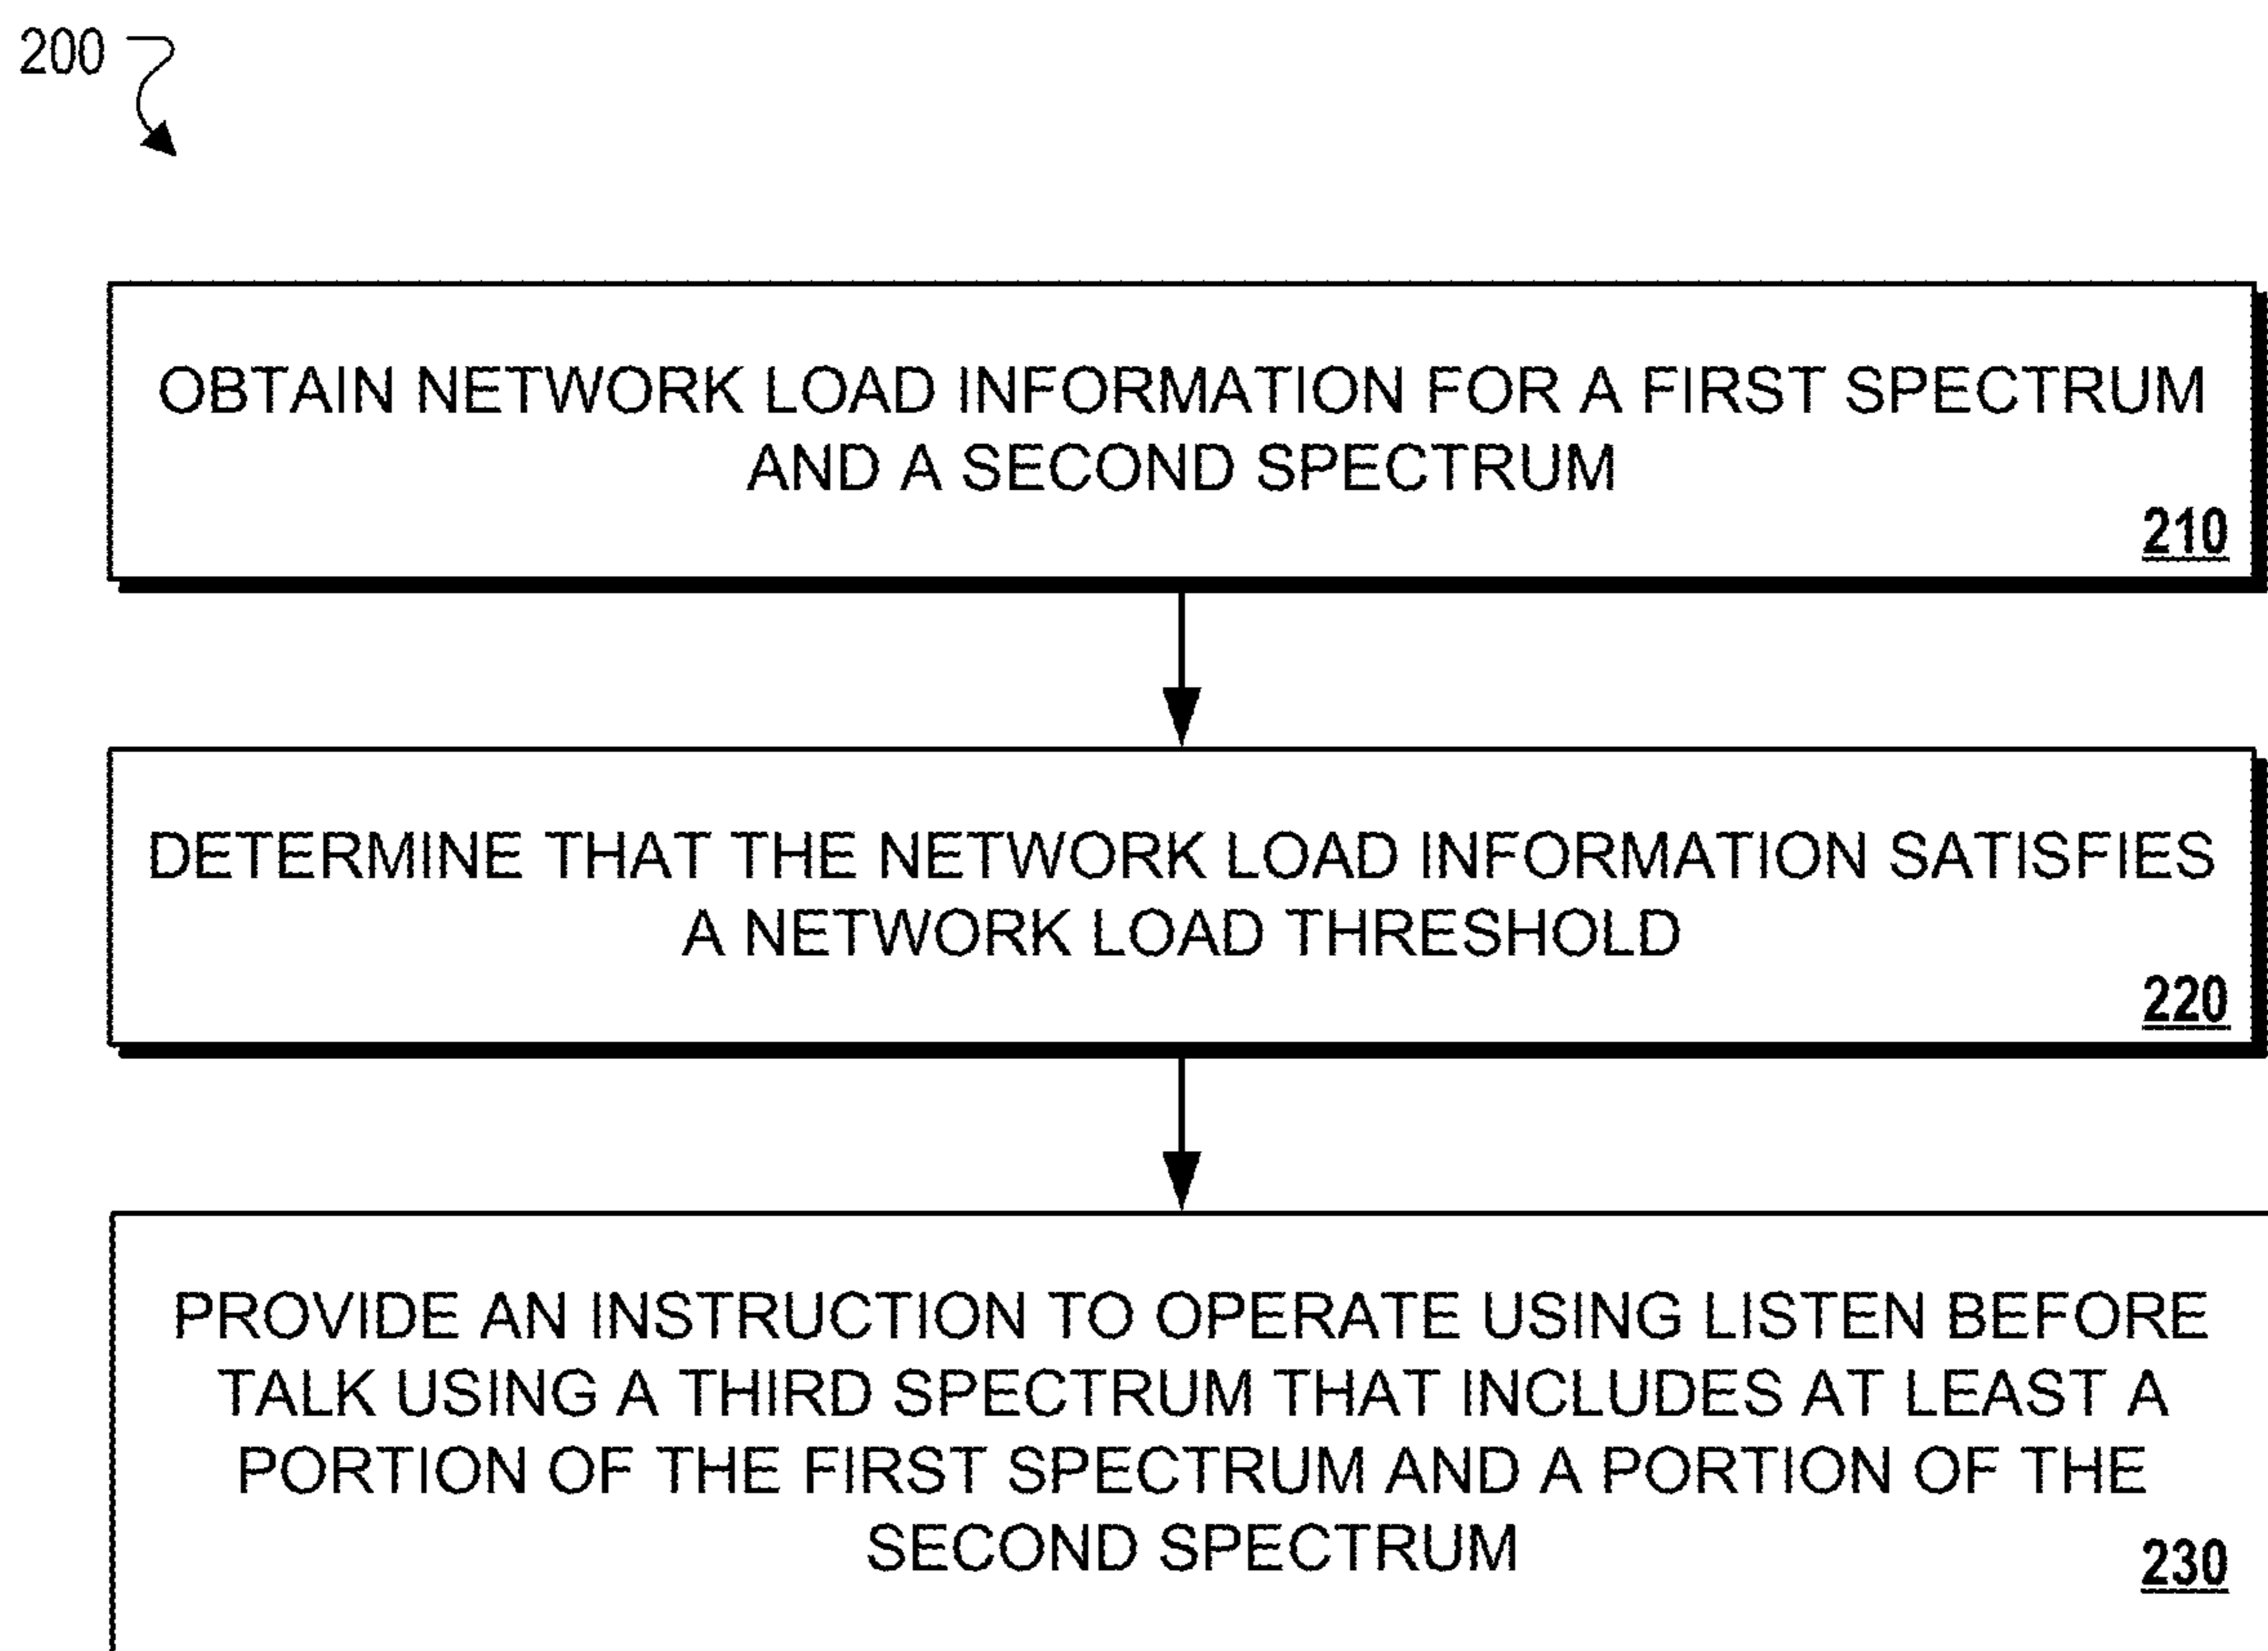 200
OBTAIN NETWORK LOAD INFORMATION FOR A FIRST SPECTRUM
AND A SECOND SPECTRUM
210
DETERMINE THAT THE NETWORK LOAD INFORMATION SATISFIES
A NETWORK LOAD THRESHOLD
220
PROVIDE AN INSTRUCTION TO OPERATE USING LISTEN BEFORE
TALK USING A THIRD SPECTRUM THAT INCLUDES AT LEAST A
PORTION OF THE FIRST SPECTRUM AND A PORTION OF THE
SECOND SPECTRUM
230